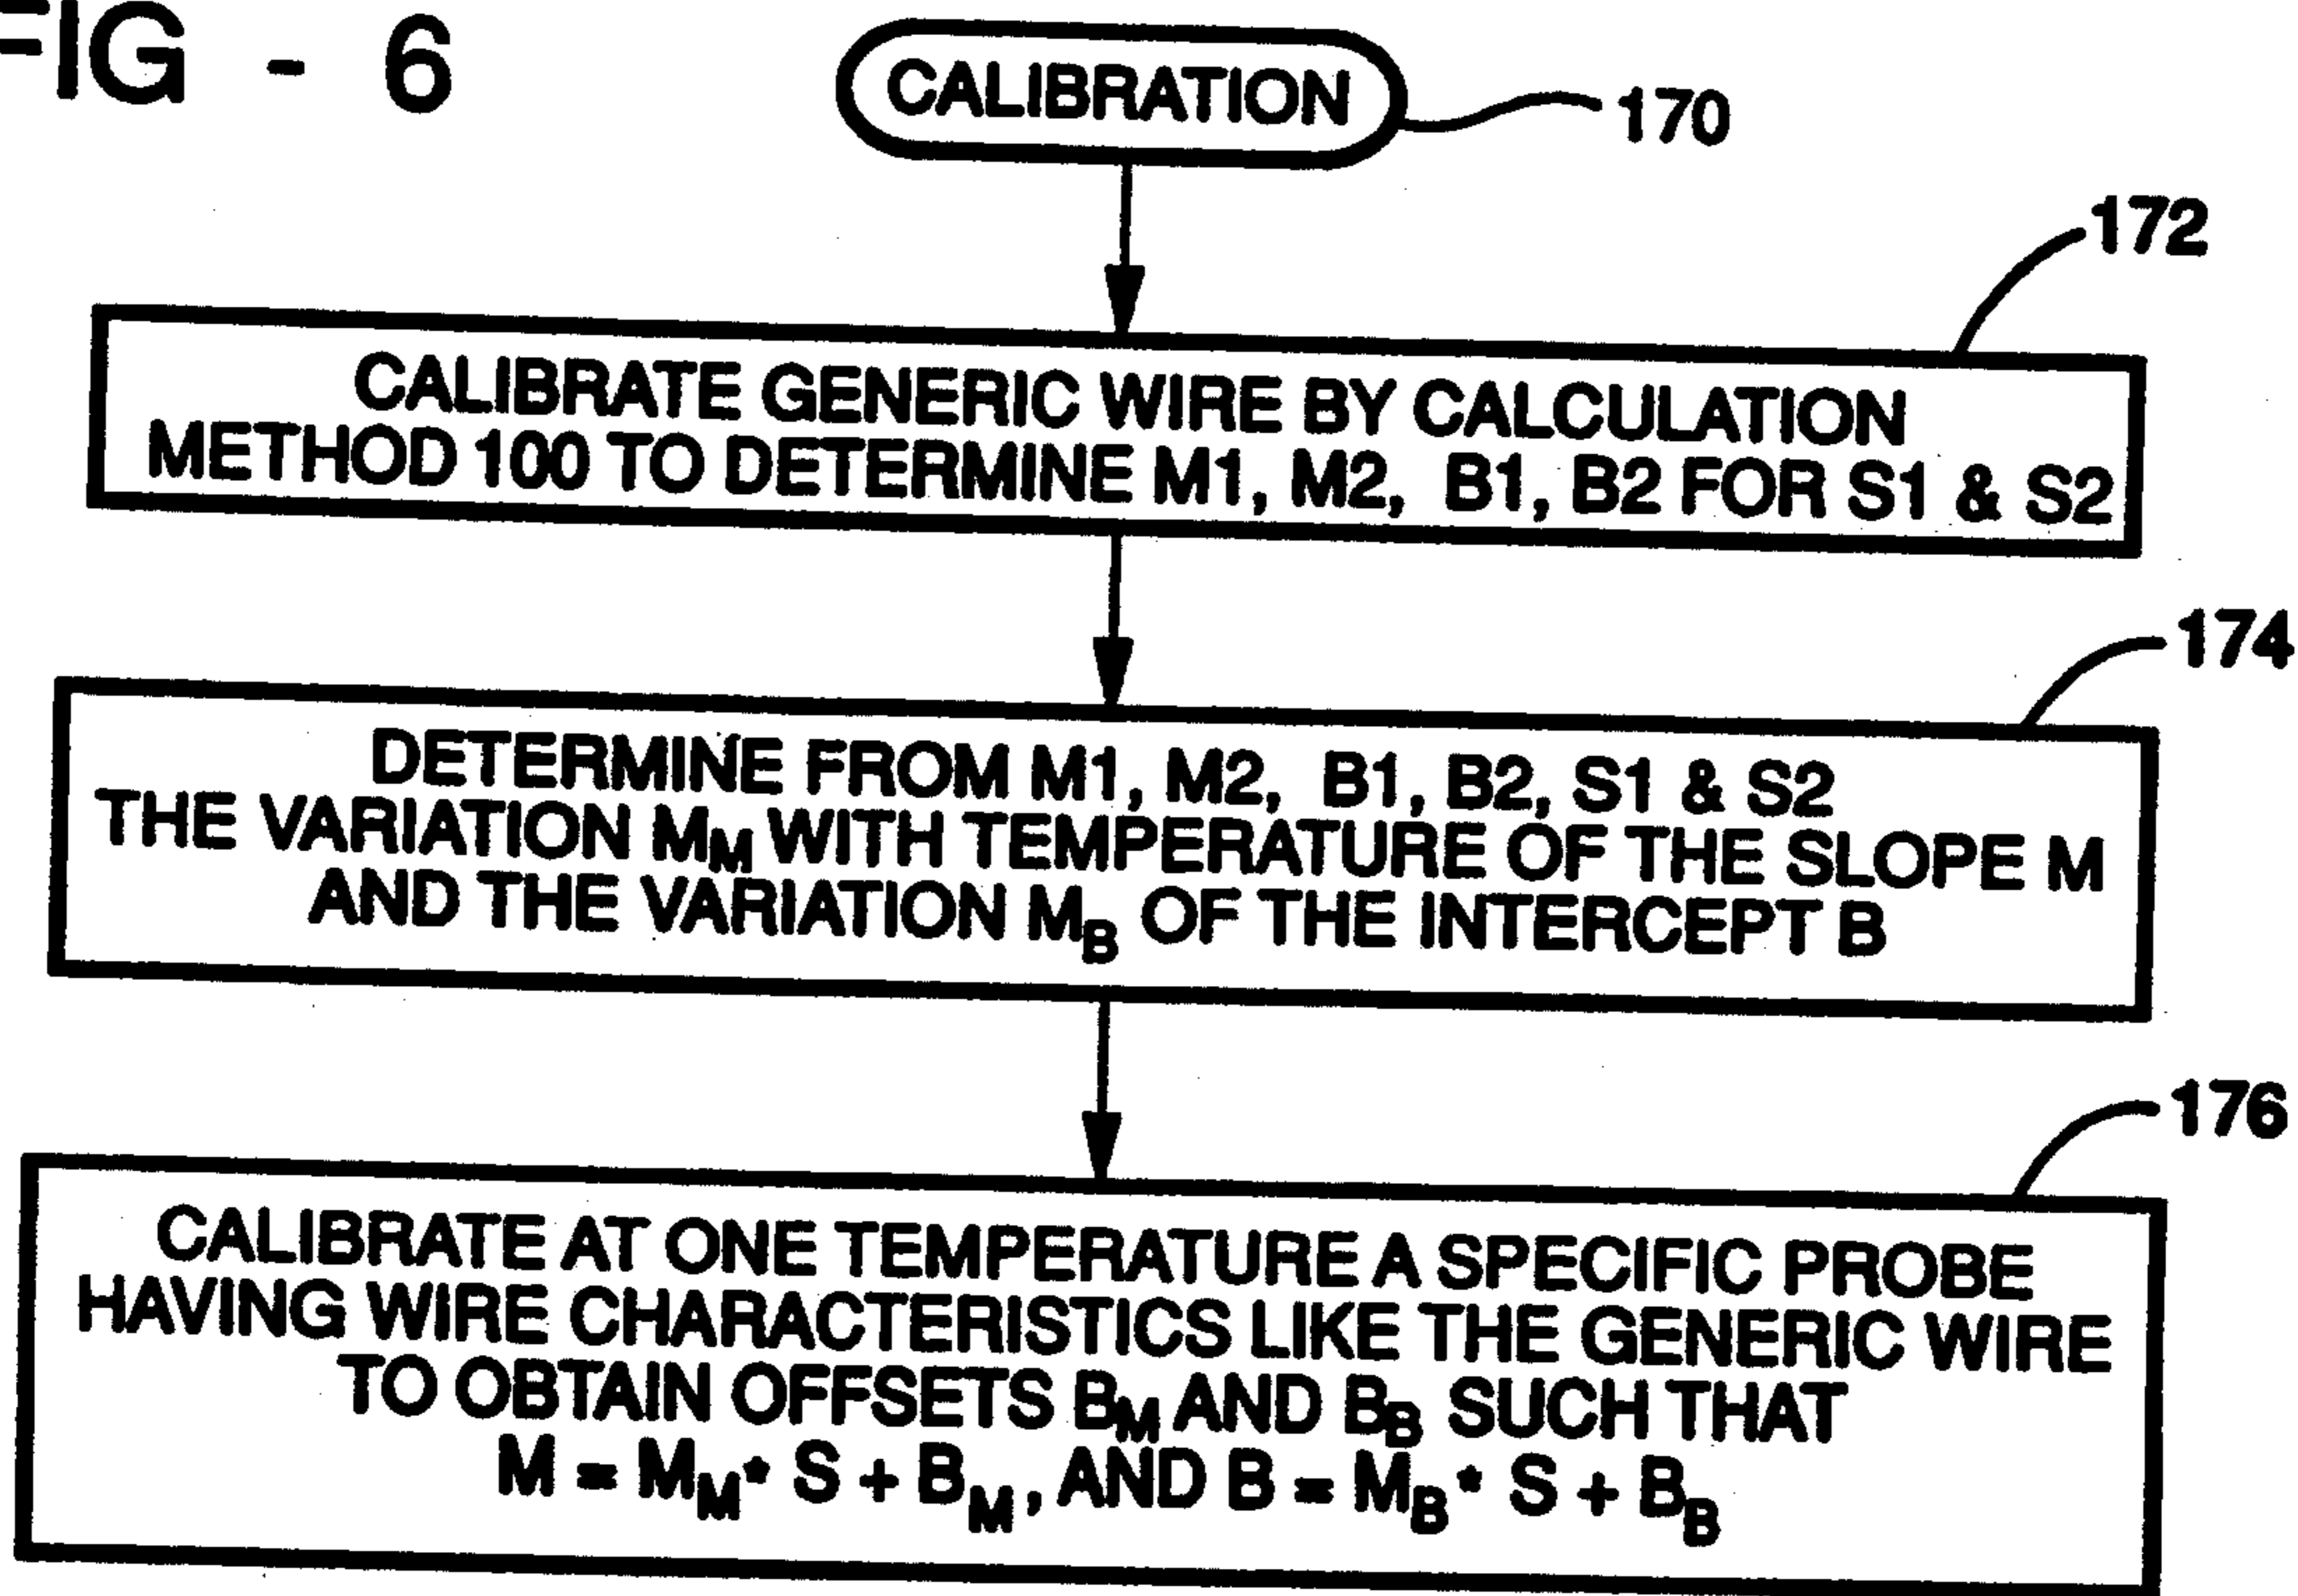 FIG - 6
CALIBRATION
170
172
CALIBRATE GENERIC WIRE BY CALCULATION
METHOD 100 TO DETERMINE M1, M2, B1, B2 FOR S1 & S2
174
DETERMINE FROM M1, M2, B1, B2, S1 & S2
THE VARIATION MM WITH TEMPERATURE OF THE SLOPE M
AND THE VARIATION MB OF THE INTERCEPT B
176
CALIBRATE AT ONE TEMPERATURE A SPECIFIC PROBE
HAVING WIRE CHARACTERISTICS LIKE THE GENERIC WIRE
TO OBTAIN OFFSETS BM AND BB SUCH THAT
M = MM * S + BM, AND B = MB * S + BB